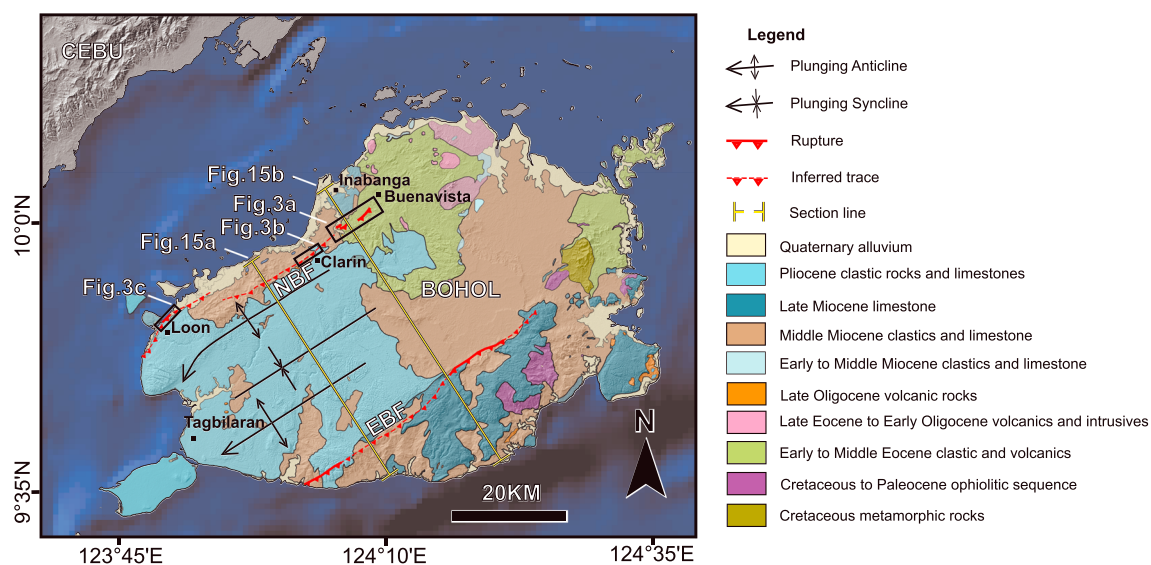 CEBU
Fig.15b
Inabanga
Buenavista
Fig.3a
Fig.3b
Fig.15a
Clarin
NBF
BOHOL
Fig.3c
Loon
Tagbilaran
EBF
N
20KM
10°0'N
9°35'N
123°45'E
124°10'E
124°35'E
Legend
Plunging Anticline
Plunging Syncline
Rupture
Inferred trace
Section line
Quaternary alluvium
Pliocene clastic rocks and limestones
Late Miocene limestone
Middle Miocene clastics and limestone
Early to Middle Miocene clastics and limestone
Late Oligocene volcanic rocks
Late Eocene to Early Oligocene volcanics and intrusives
Early to Middle Eocene clastic and volcanics
Cretaceous to Paleocene ophiolitic sequence
Cretaceous metamorphic rocks